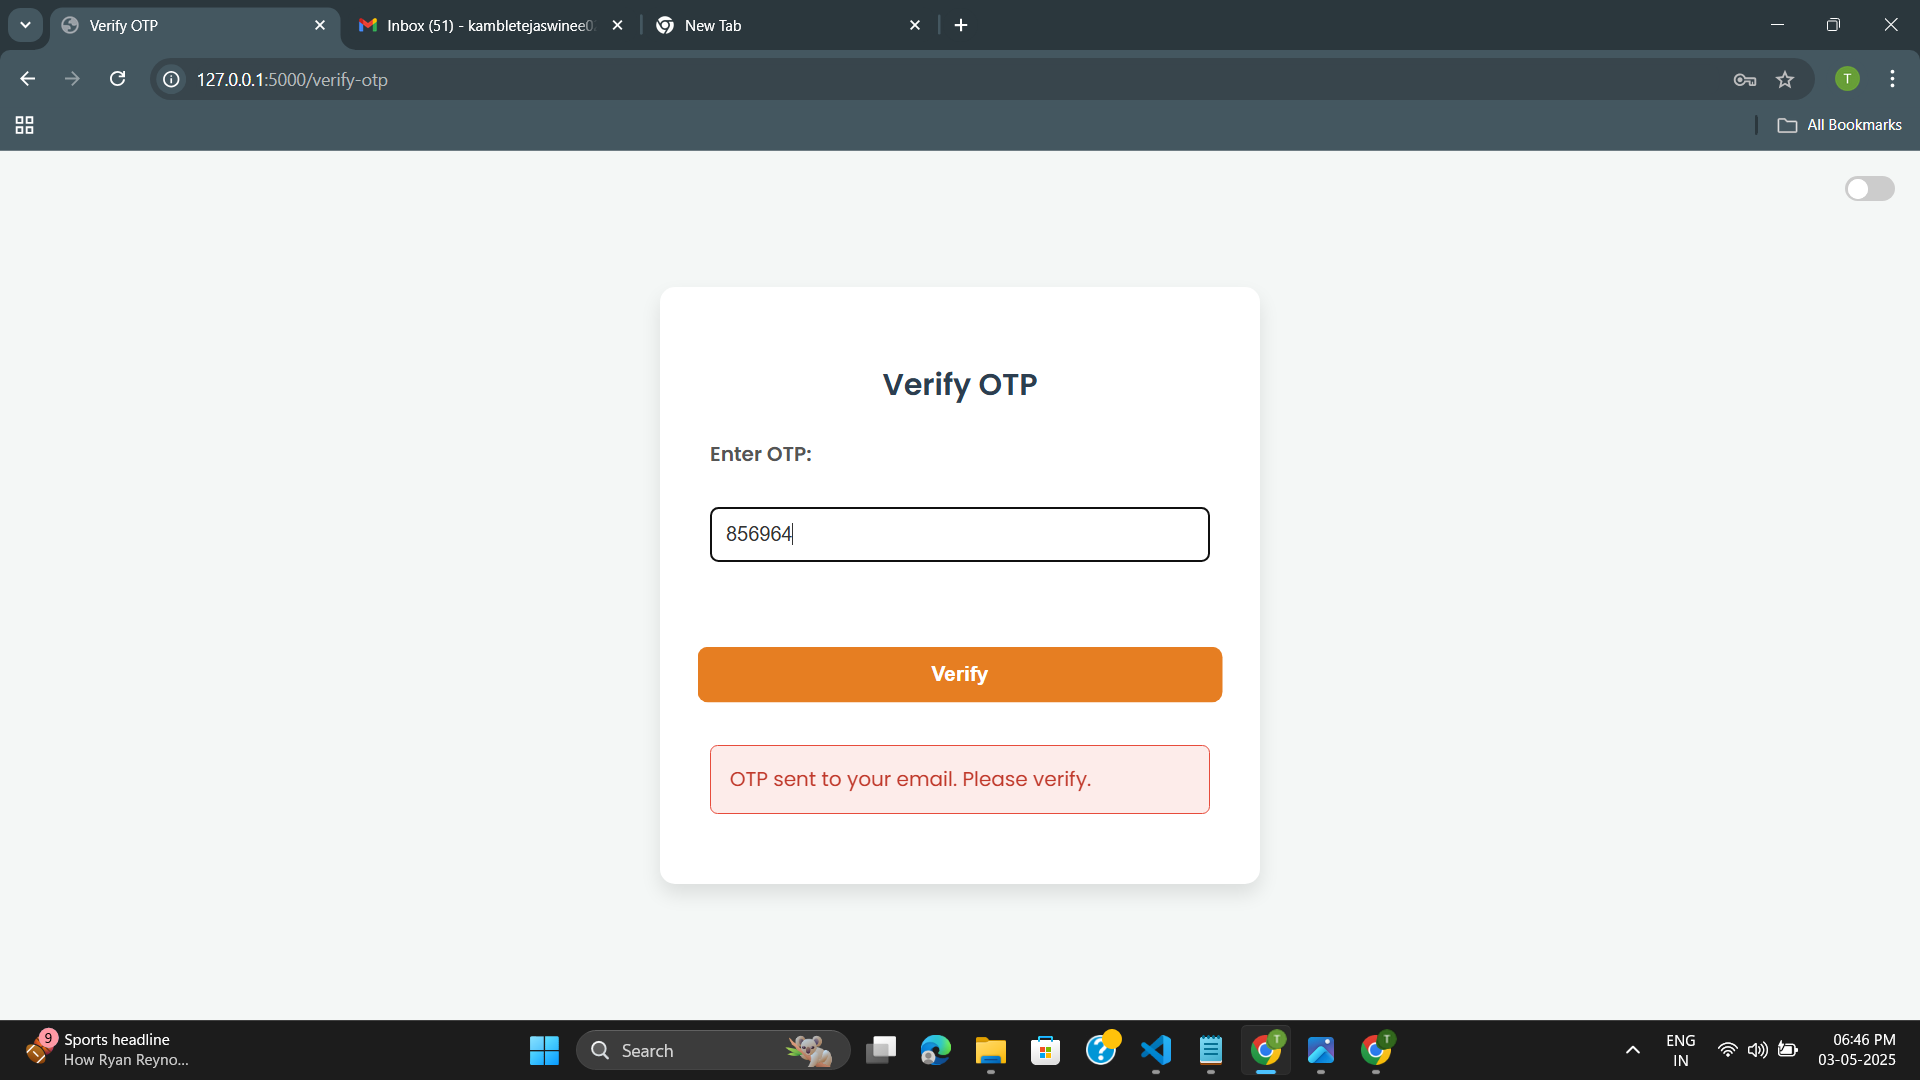 Verify OTP
Inbox (51) - kambletejaswinee0
New Tab
127.0.0.1:5000/verify-otp
T
All Bookmarks
Verify OTP
Enter OTP:
856964
Verify
OTP sent to your email. Please verify.
9
Sports headline
How Ryan Reyno...
Search
T
T
ENG
IN
06:46 PM
03-05-2025